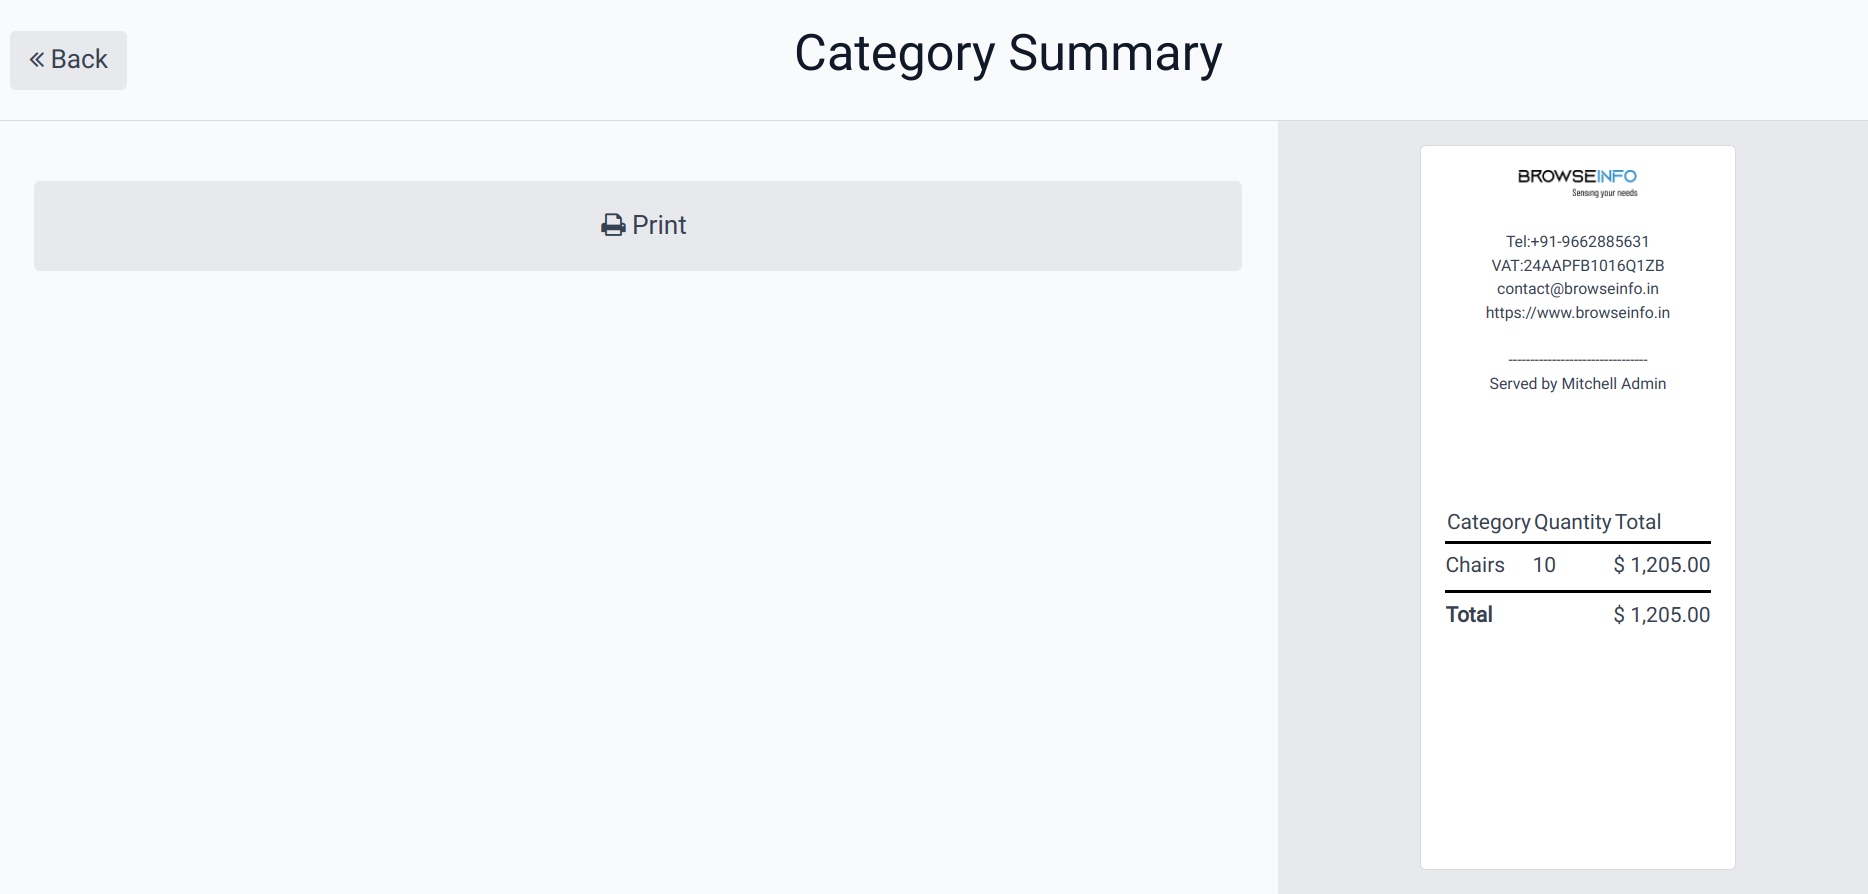 Back
Category Summary
Print
BROWSEINFO
Sensing your needs
Tel:+91-9662885631
VAT:24AAPFB1016Q1ZB
contact@browseinfo.in
https://www.browseinfo.in
--------------------------------
Served by Mitchell Admin
Category Quantity Total
Chairs 10 $ 1,205.00
Total $ 1,205.00